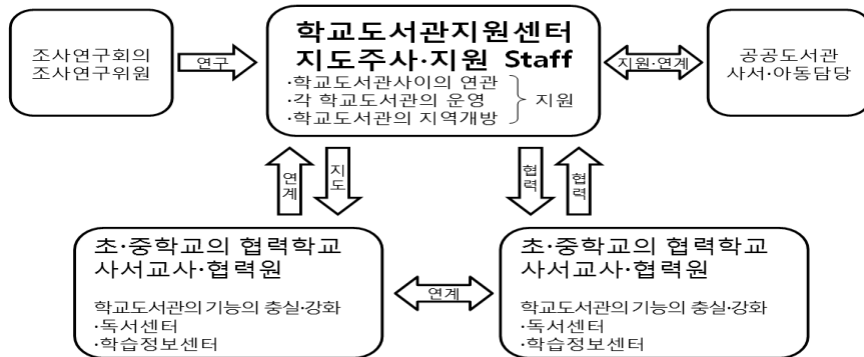 학교도서관지원센터
지도주사·지원 Staff
·학교도서관사이의 연관
·각 학교도서관의 운영
·학교도서관의 지역개방
지원
조사연구회의
조사연구위원
연구
지원·연계
공공도서관
사서·아동담당
연계
지도
협력
협력
초·중학교의 협력학교
사서교사·협력원
학교도서관의 기능의 충실·강화
·독서센터
·학습정보센터
연계
초·중학교의 협력학교
사서교사·협력원
학교도서관의 기능의 충실·강화
·독서센터
·학습정보센터